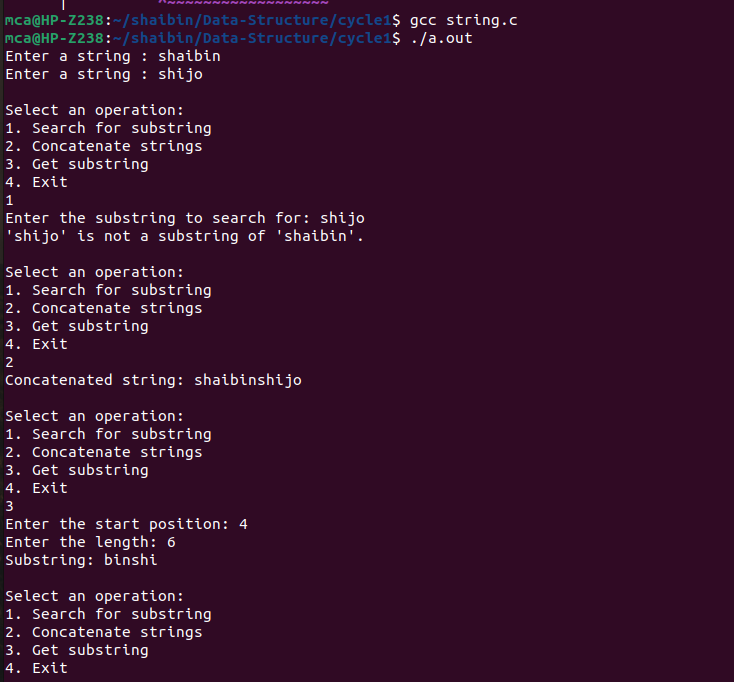 ^~~~~~~~~~~~~~~~~~~
mca@HP-Z238:~/shaibin/Data-Structure/cycle1$ gcc string.c
mca@HP-Z238:~/shaibin/Data-Structure/cycle1$ ./a.out
Enter a string : shaibin
Enter a string : shijo
Select an operation:
1. Search for substring
2. Concatenate strings
3. Get substring
4. Exit
1
Enter the substring to search for: shijo
'shijo' is not a substring of 'shaibin'.
Select an operation:
1. Search for substring
2. Concatenate strings
3. Get substring
4. Exit
2
Concatenated string: shaibinshijo
Select an operation:
1. Search for substring
2. Concatenate strings
3. Get substring
4. Exit
3
Enter the start position: 4
Enter the length: 6
Substring: binshi
Select an operation:
1. Search for substring
2. Concatenate strings
3. Get substring
4. Exit